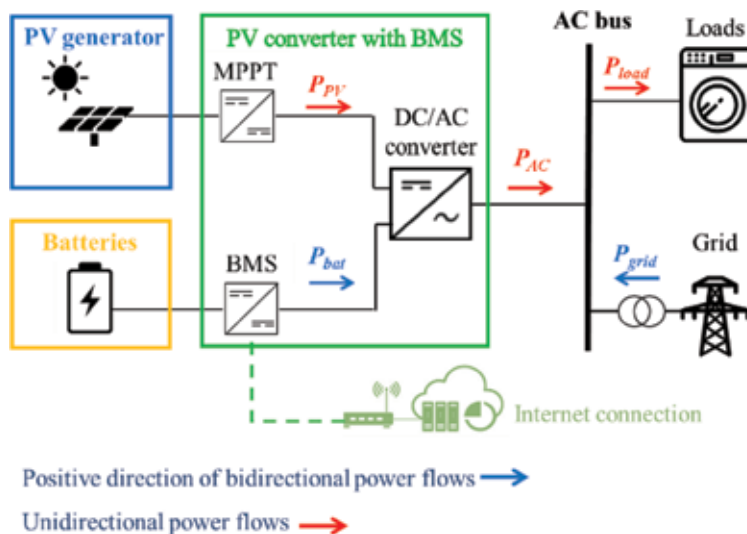 PV generator
PV converter with BMS
AC bus
Loads
MPPT
P_PV
P_load
DC/AC
converter
P_AC
Batteries
BMS
P_bat
Grid
P_grid
Internet connection
Positive direction of bidirectional power flows
Unidirectional power flows